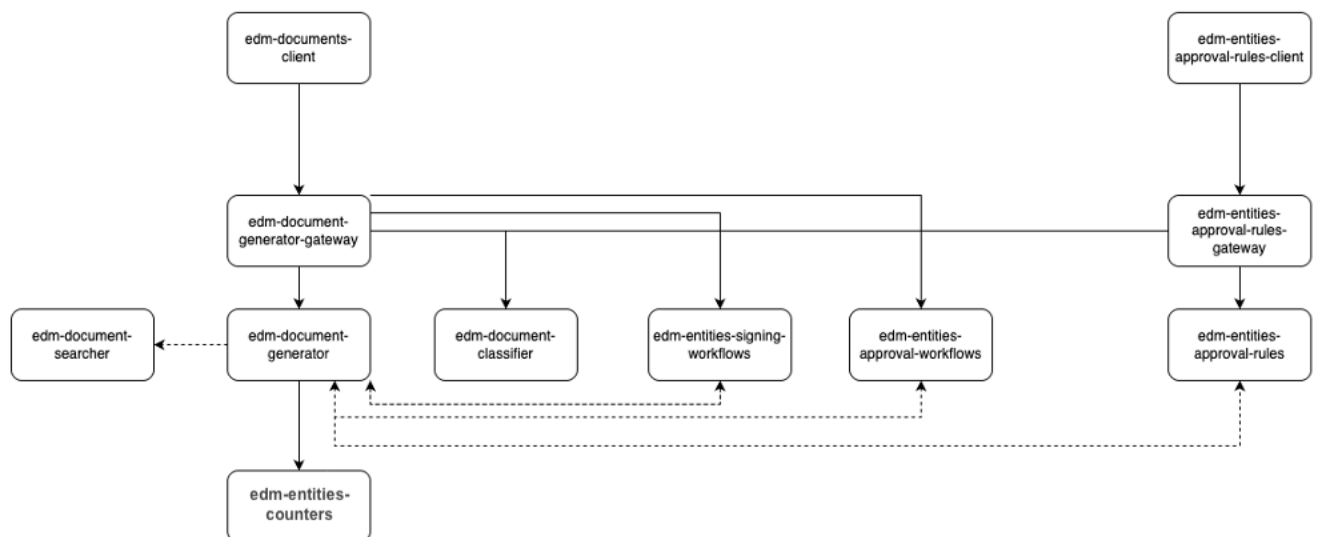 edm-documents-
client
edm-entities-
approval-rules-client
edm-document-
generator-gateway
edm-entities-
approval-rules-
gateway
edm-document-
searcher
edm-document-
generator
edm-document-
classifier
edm-entities-signing-
workflows
edm-entities-
approval-workflows
edm-entities-
approval-rules
edm-entities-
counters